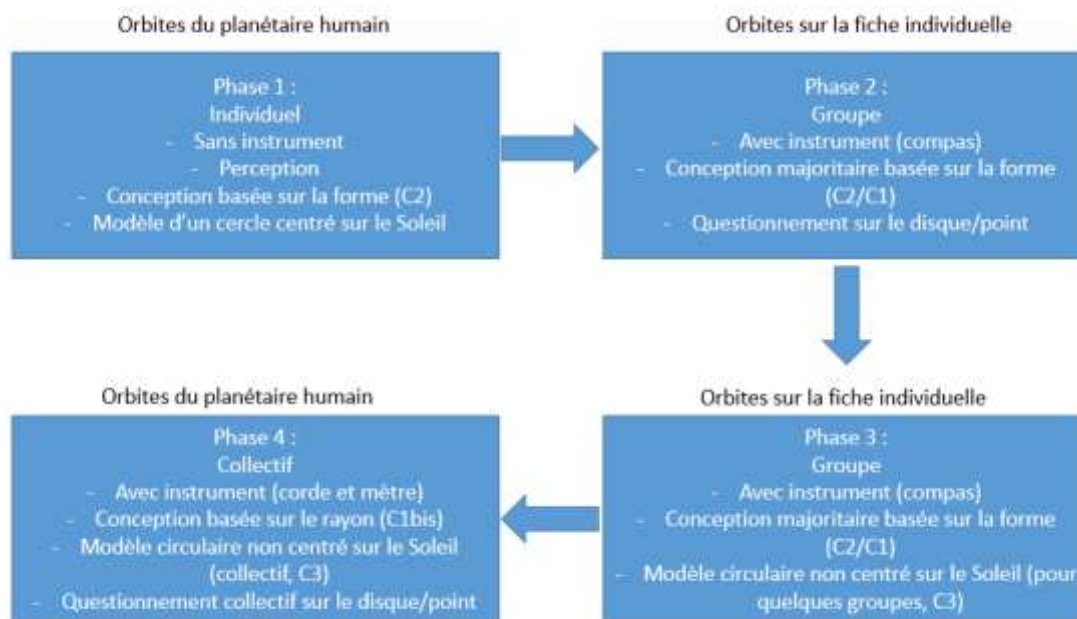 Orbites du planétaire humain
Phase 1 :
Individuel
- Sans instrument
- Perception
- Conception basée sur la forme (C2)
- Modèle d'un cercle centré sur le Soleil
Orbites sur la fiche individuelle
Phase 2 :
Groupe
- Avec instrument (compas)
- Conception majoritaire basée sur la forme
(C2/C1)
- Questionnement sur le disque/point
Orbites sur la fiche individuelle
Phase 3 :
Groupe
- Avec instrument (compas)
- Conception majoritaire basée sur la forme
(C2/C1)
- Modèle circulaire non centré sur le Soleil (pour
quelques groupes, C3)
Orbites du planétaire humain
Phase 4 :
Collectif
- Avec instrument (corde et mètre)
- Conception basée sur le rayon (C1bis)
- Modèle circulaire non centré sur le Soleil
(collectif, C3)
- Questionnement collectif sur le disque/point